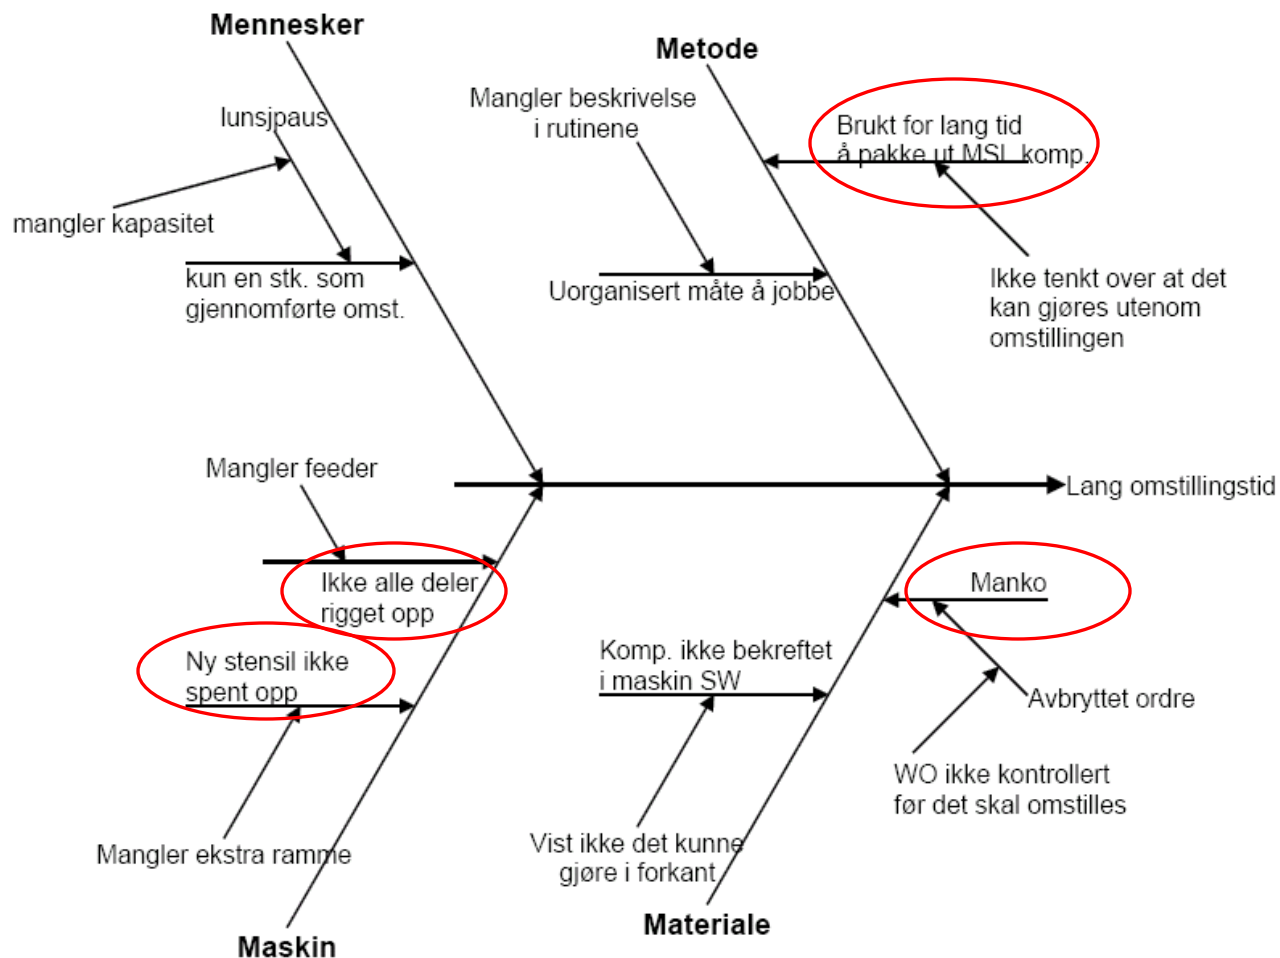 Mennesker
Metode
lunsjpaus
mangler kapasitet
kun en stk. som
gjennomførte omst.
Mangler beskrivelse
i rutinene
Uorganisert måte å jobbe
Brukt for lang tid
å pakke ut MSL komp.
Ikke tenkt over at det
kan gjøres utenom
omstillingen
Lang omstillingstid
Mangler feeder
Ikke alle deler
rigget opp
Ny stensil ikke
spent opp
Mangler ekstra ramme
Maskin
Komp. ikke bekreftet
i maskin SW
Vist ikke det kunne
gjøre i forkant
Manko
Avbryttet ordre
WO ikke kontrollert
før det skal omstilles
Materiale